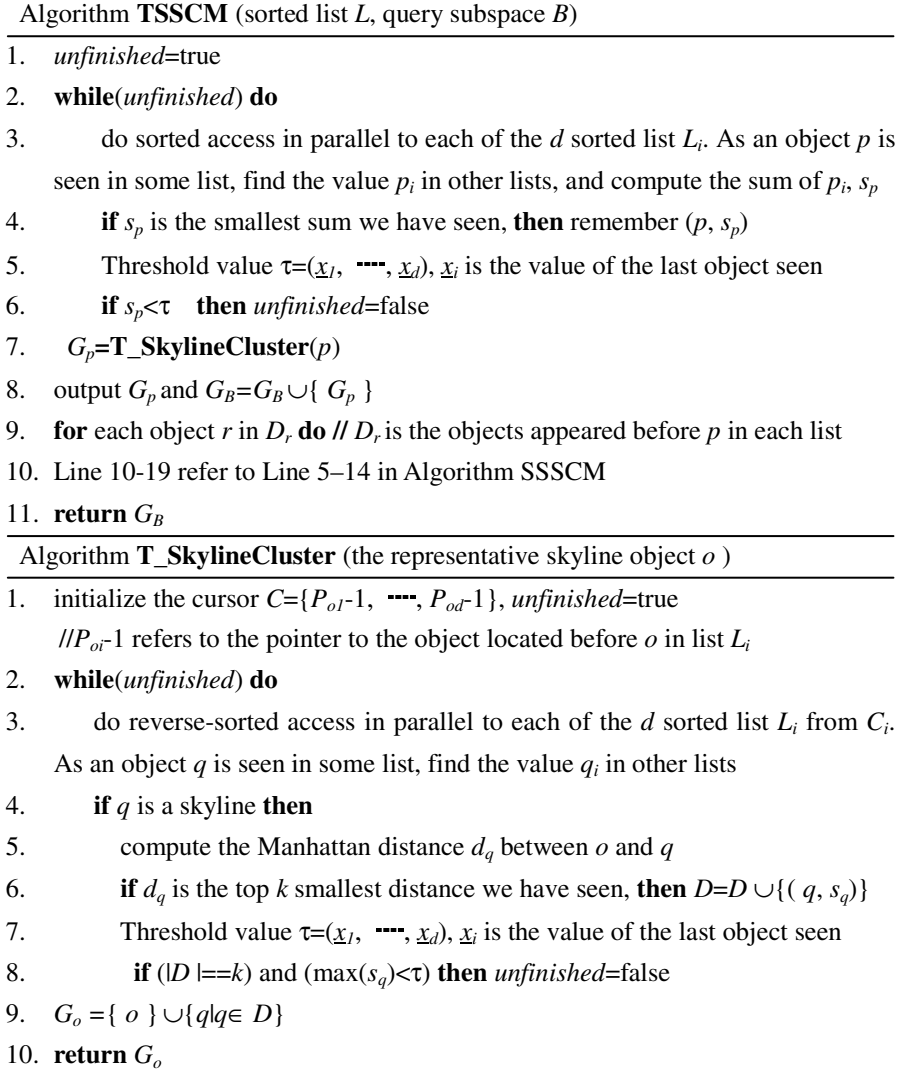 Algorithm TSSCM (sorted list L, query subspace B)
1. unfinished=true
2. while(unfinished) do
3. do sorted access in parallel to each of the d sorted list Li. As an object p is
seen in some list, find the value pi in other lists, and compute the sum of pi, sp
4. if sp is the smallest sum we have seen, then remember (p, sp)
5. Threshold value τ=(x1, ----, xd), xi is the value of the last object seen
6. if sp<τ then unfinished=false
7. Gp=T_SkylineCluster(p)
8. output Gp and GB=GB∪{ Gp }
9. for each object r in Dr do // Dr is the objects appeared before p in each list
10. Line 10-19 refer to Line 5–14 in Algorithm SSSCM
11. return GB
Algorithm T_SkylineCluster (the representative skyline object o )
1. initialize the cursor C={Po1-1, ----, Pod-1}, unfinished=true
//Poi-1 refers to the pointer to the object located before o in list Li
2. while(unfinished) do
3. do reverse-sorted access in parallel to each of the d sorted list Li from Ci.
As an object q is seen in some list, find the value qi in other lists
4. if q is a skyline then
5. compute the Manhattan distance dq between o and q
6. if dq is the top k smallest distance we have seen, then D=D ∪{( q, sq)}
7. Threshold value τ=(x1, ----, xd), xi is the value of the last object seen
8. if (|D |==k) and (max(sq)<τ) then unfinished=false
9. Go ={ o } ∪{q|q∈ D}
10. return Go